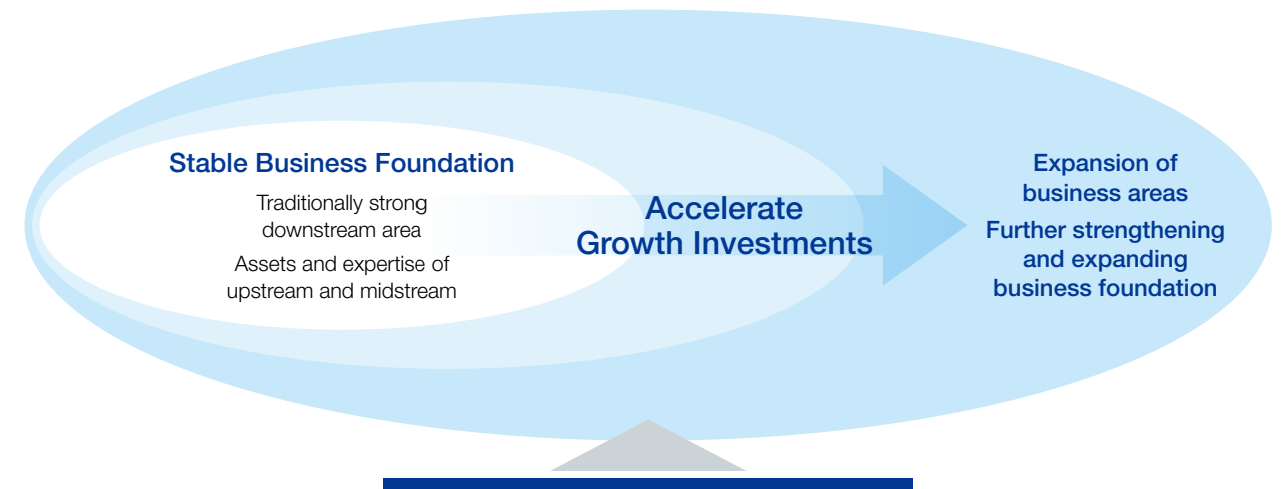 Stable Business Foundation
Traditionally strong
downstream area
Assets and expertise of
upstream and midstream
Accelerate
Growth Investments
Expansion of
business areas
Further strengthening
and expanding
business foundation